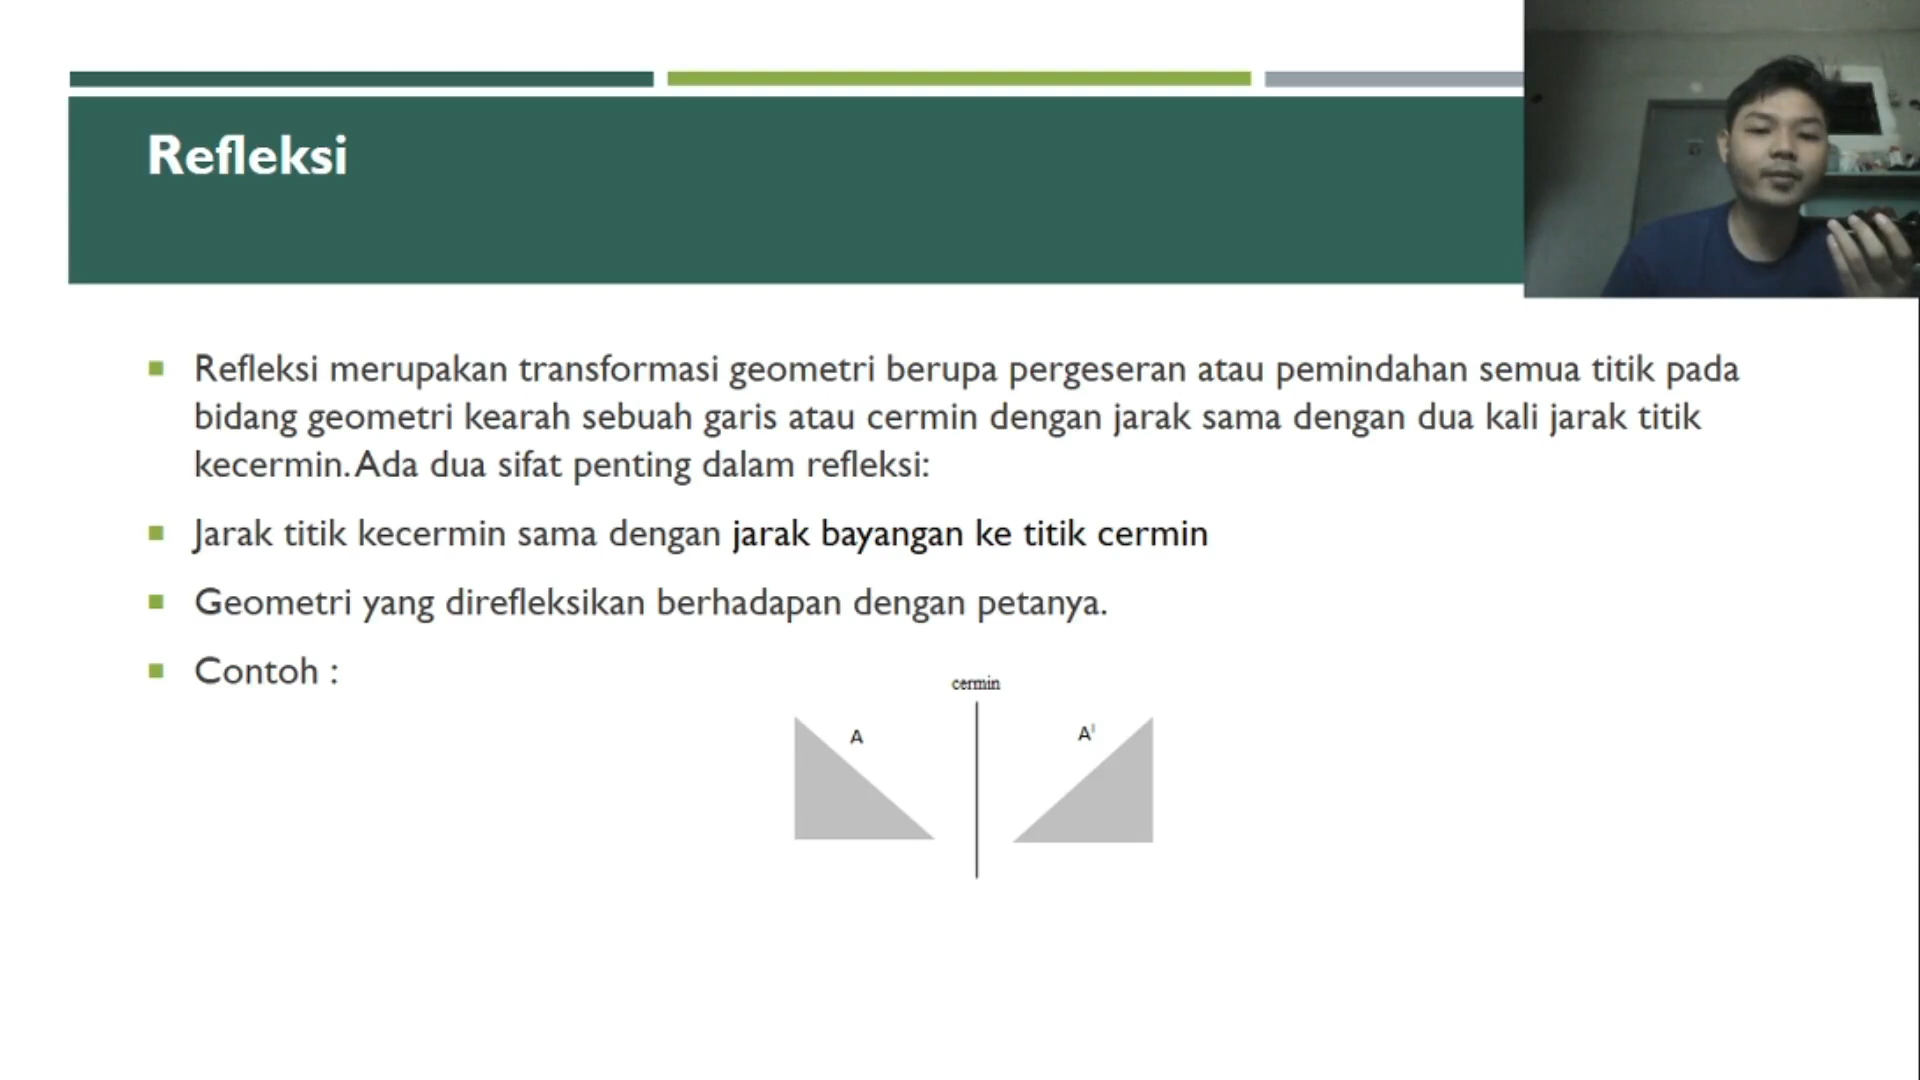 Refleksi
Refleksi merupakan transformasi geometri berupa pergeseran atau pemindahan semua titik pada
bidang geometri kearah sebuah garis atau cermin dengan jarak sama dengan dua kali jarak titik
kecermin. Ada dua sifat penting dalam refleksi:
Jarak titik kecermin sama dengan jarak bayangan ke titik cermin
Geometri yang direfleksikan berhadapan dengan petanya.
Contoh :
cermin
A
A'